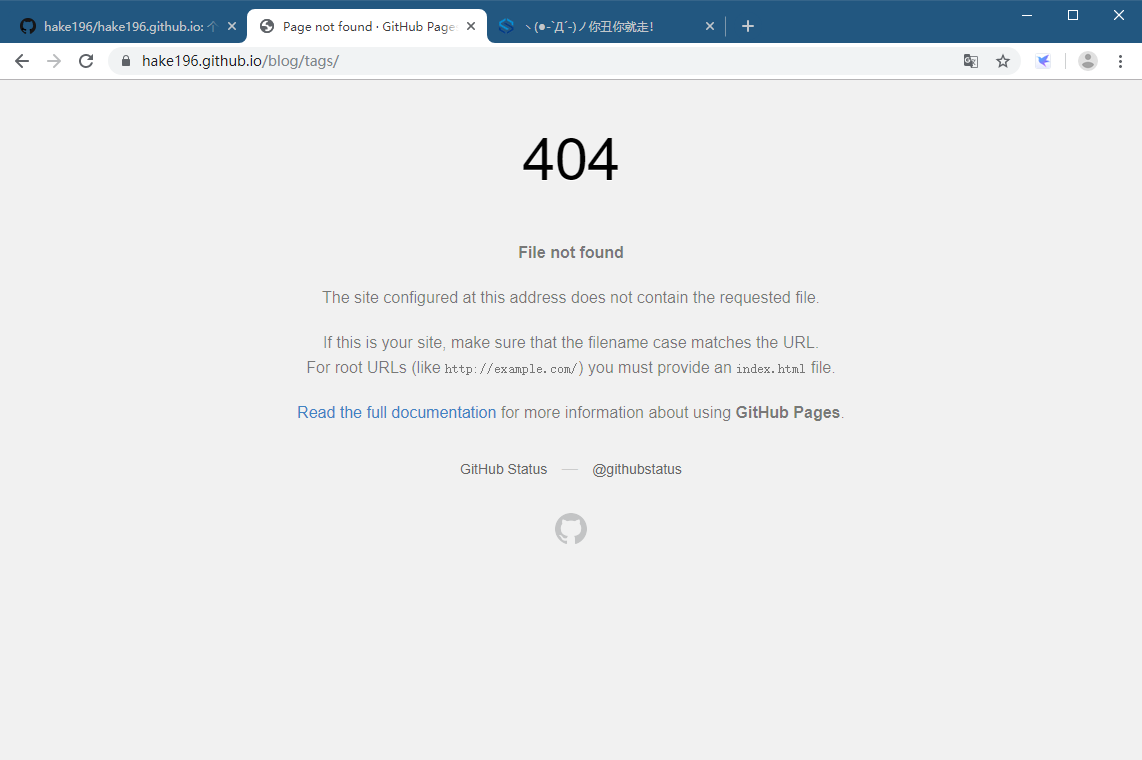 hake196/hake196.github.io: 个
Page not found · GitHub Page
ヽ(●-`Д´-)ノ你丑你就走!
hake196.github.io/blog/tags/
404
File not found
The site configured at this address does not contain the requested file.
If this is your site, make sure that the filename case matches the URL.
For root URLs (like http://example.com/) you must provide an index.html file.
Read the full documentation for more information about using GitHub Pages.
GitHub Status — @githubstatus